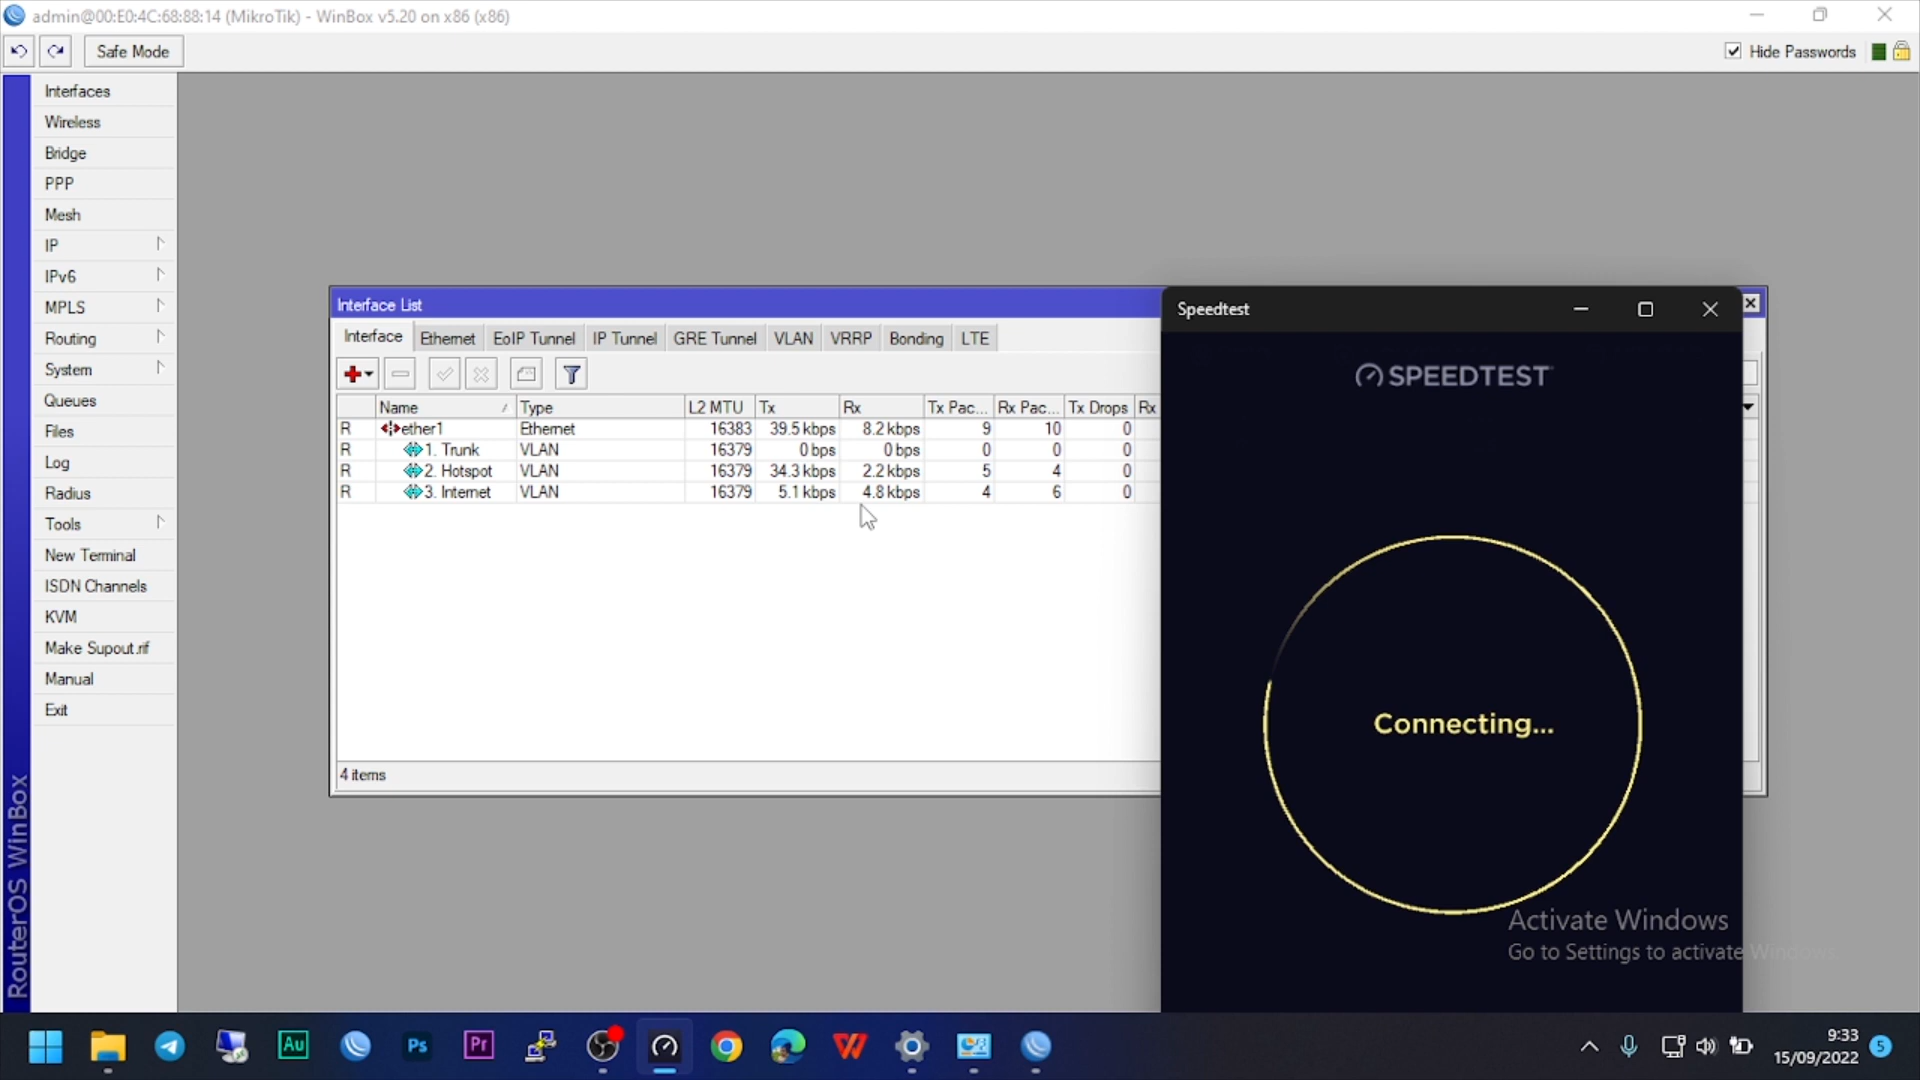 admin@00:E0:4C:68:88:14 (MikroTik) - WinBox v5.20 on x86 (x86)
Safe Mode
Hide Passwords
Interfaces
Wireless
Bridge
PPP
Mesh
IP
IPv6
MPLS
Routing
System
Queues
Files
Log
Radius
Tools
New Terminal
ISDN Channels
KVM
Make Supout.rif
Manual
Exit
RouterOS WinBox
Interface List
Interface Ethernet EoIP Tunnel IP Tunnel GRE Tunnel VLAN VRRP Bonding LTE
Name / Type L2 MTU Tx Rx Tx Pac... Rx Pac... Tx Drops Rx
R ether1 Ethernet 16383 39.5 kbps 8.2 kbps 9 10 0
R 1. Trunk VLAN 16379 0 bps 0 bps 0 0 0
R 2. Hotspot VLAN 16379 34.3 kbps 2.2 kbps 5 4 0
R 3. Internet VLAN 16379 5.1 kbps 4.8 kbps 4 6 0
4 items
Speedtest
SPEEDTEST
Connecting...
Activate Windows
Go to Settings to activate Windows.
Au
Ps
Pr
9:33
15/09/2022
5